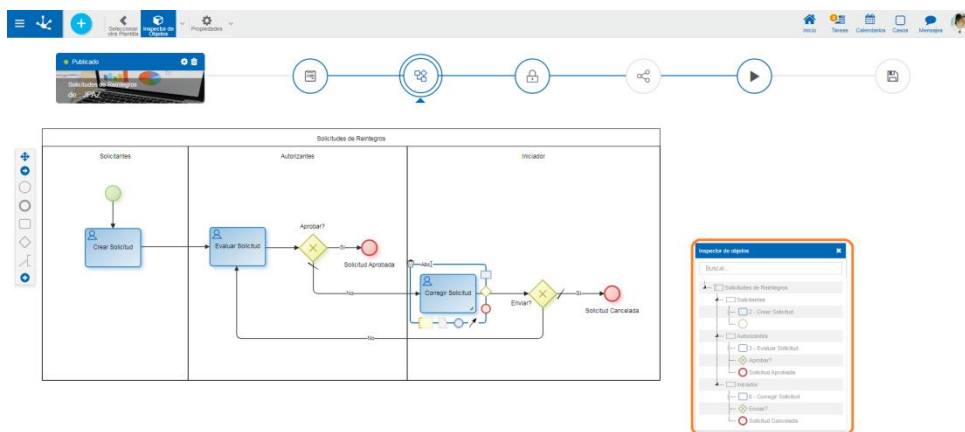 Seleccionar
otra Plantilla
Inspector de
Objetos
Propiedades
Inicio
Tareas
Calendarios
Casos
Mensajes
Publicado
Solicitudes de Reintegros
de : JPAZ
Solicitudes de Reintegros
Solicitantes
Autorizantes
Iniciador
Crear Solicitud
Evaluar Solicitud
Aprobar?
Si
Solicitud Aprobada
No
Abc
Corregir Solicitud
Enviar?
Si
Solicitud Cancelada
No
Inspector de objetos
Buscar...
Solicitudes de Reintegros
Solicitantes
2 - Crear Solicitud
Autorizantes
3 - Evaluar Solicitud
Aprobar?
Solicitud Aprobada
Iniciador
6 - Corregir Solicitud
Enviar?
Solicitud Cancelada